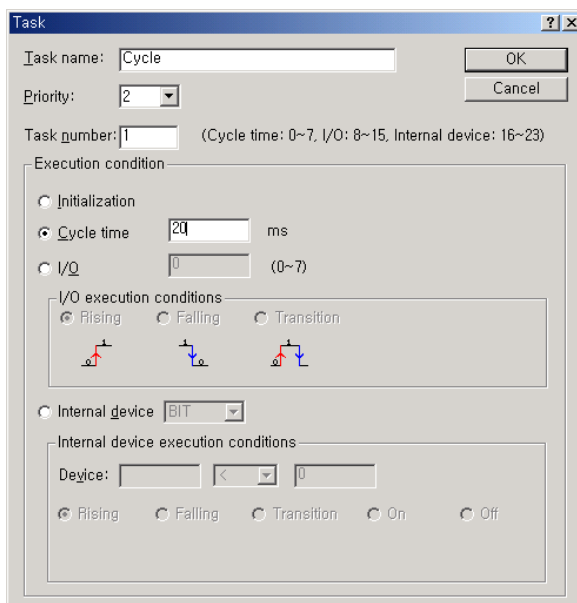 Task
Task name: Cycle
OK
Priority: 2
Cancel
Task number: 1 (Cycle time: 0~7, I/O: 8~15, Internal device: 16~23)
Execution condition
Initialization
Cycle time 20 ms
I/O 0 (0~7)
I/O execution conditions
Rising Falling Transition
0 1 1 0 0 1
Internal device BIT
Internal device execution conditions
Device: < 0
Rising Falling Transition On Off